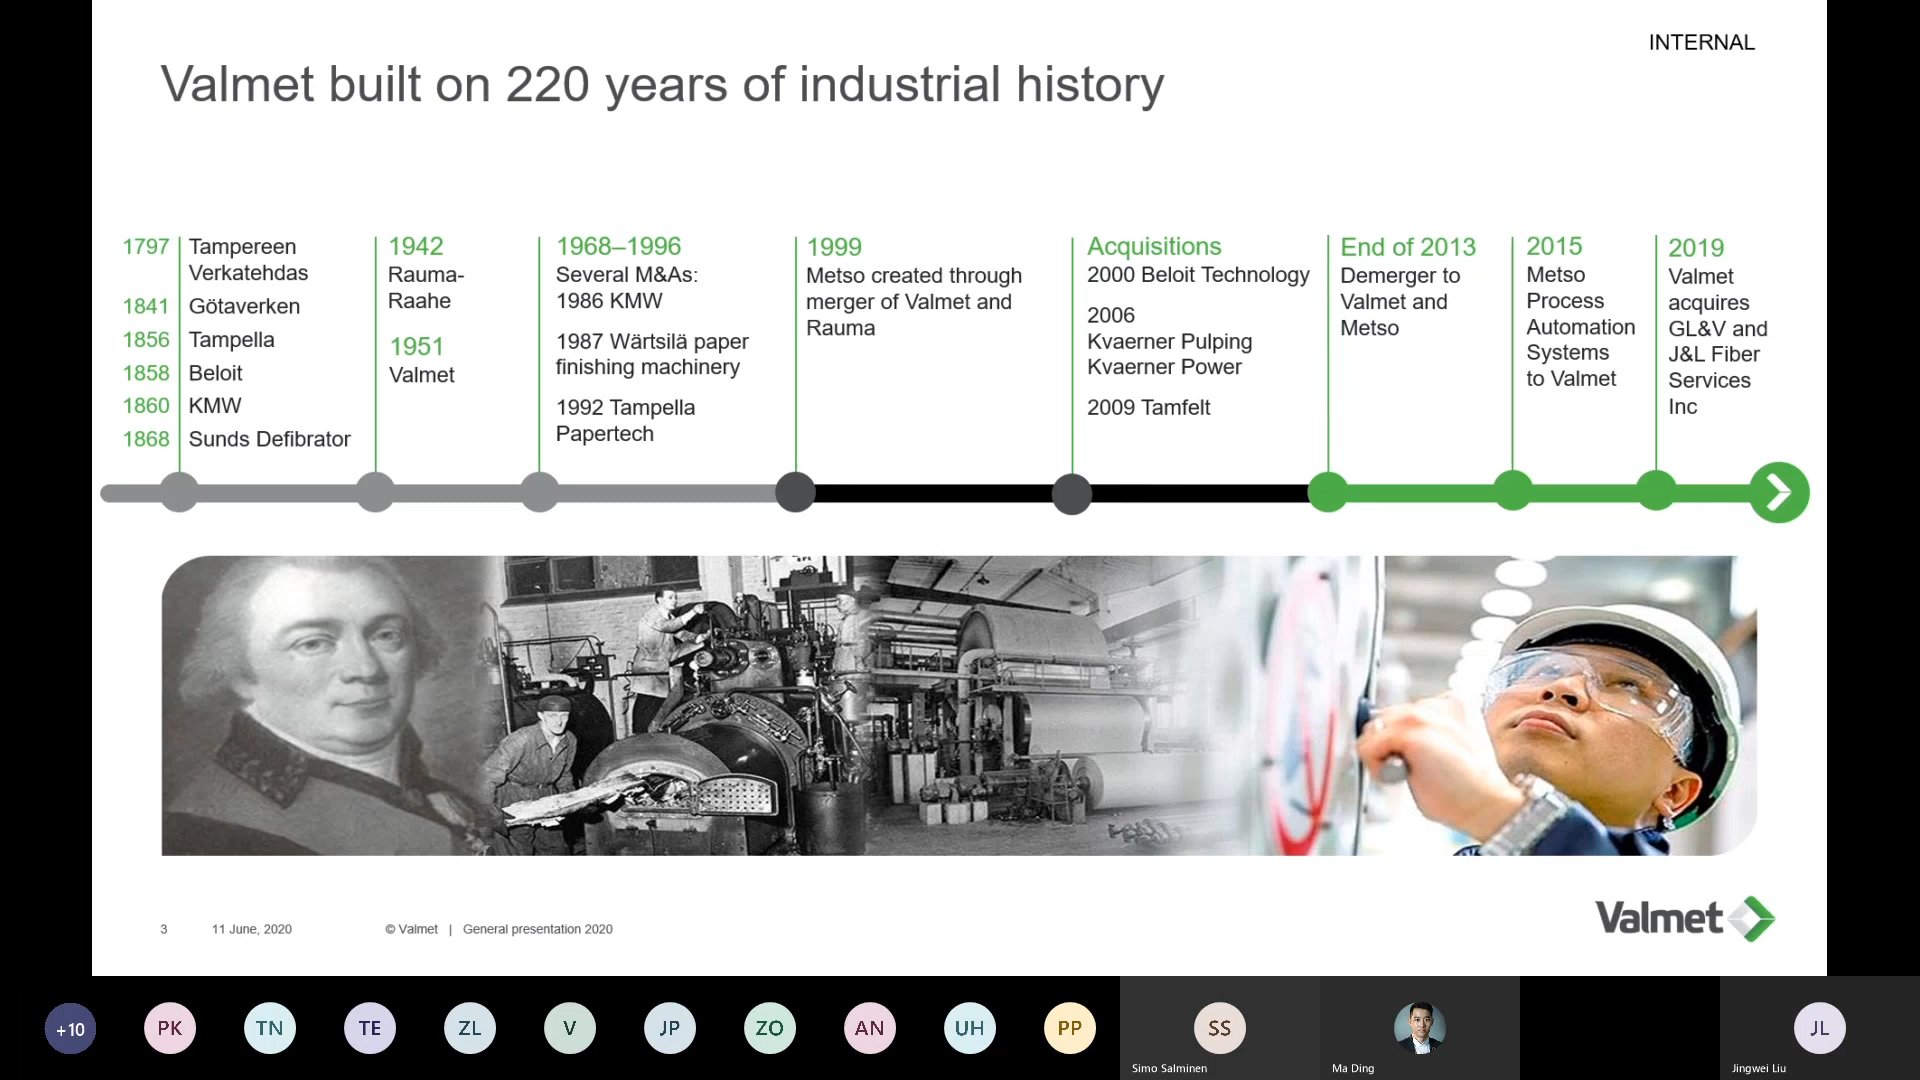 INTERNAL
Valmet built on 220 years of industrial history
1797 Tampereen
Verkatehdas
1841 Götaverken
1856 Tampella
1858 Beloit
1860 KMW
1868 Sunds Defibrator
1942
Rauma-
Raahe
1951
Valmet
1968–1996
Several M&As:
1986 KMW
1987 Wärtsilä paper
finishing machinery
1992 Tampella
Papertech
1999
Metso created through
merger of Valmet and
Rauma
Acquisitions
2000 Beloit Technology
2006
Kvaerner Pulping
Kvaerner Power
2009 Tamfelt
End of 2013
Demerger to
Valmet and
Metso
2015
Metso
Process
Automation
Systems
to Valmet
2019
Valmet
acquires
GL&V and
J&L Fiber
Services
Inc
3 11 June, 2020 © Valmet | General presentation 2020
Valmet
+10 PK TN TE ZL V JP ZO AN UH PP SS JL
Simo Salminen Ma Ding Jingwei Liu